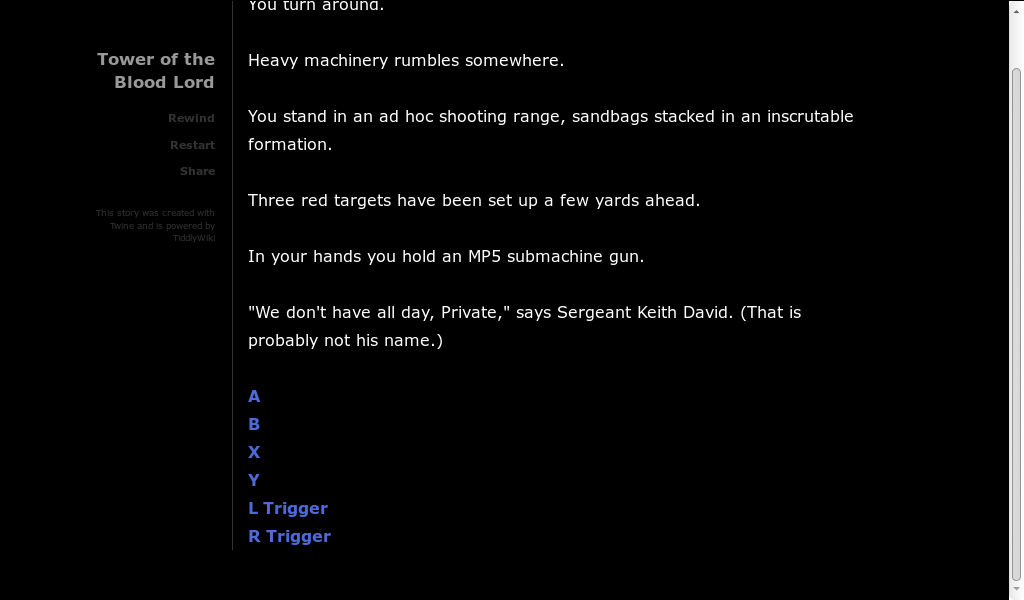 You turn around.
Tower of the
Blood Lord
Rewind
Restart
Share
This story was created with
Twine and is powered by
TiddlyWiki
Heavy machinery rumbles somewhere.
You stand in an ad hoc shooting range, sandbags stacked in an inscrutable
formation.
Three red targets have been set up a few yards ahead.
In your hands you hold an MP5 submachine gun.
"We don't have all day, Private," says Sergeant Keith David. (That is
probably not his name.)
A
B
X
Y
L Trigger
R Trigger